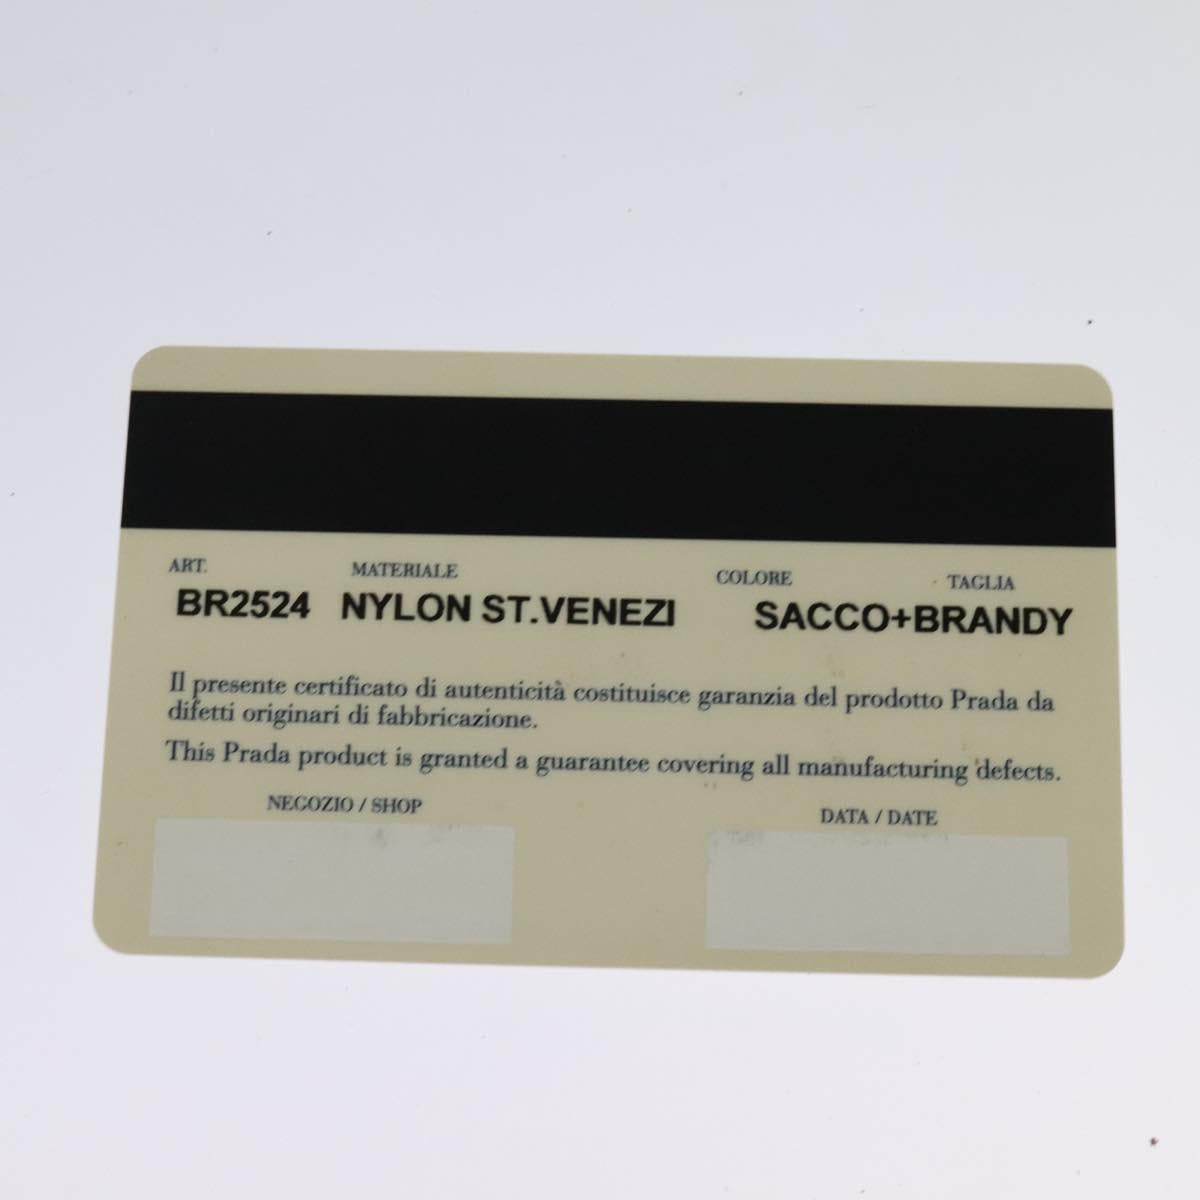 ART. MATERIALE COLORE TAGLIA
BR2524 NYLON ST.VENEZI SACCO+BRANDY
Il presente certificato di autenticità costituisce garanzia del prodotto Prada da
difetti originari di fabbricazione.
This Prada product is granted a guarantee covering all manufacturing defects.
NEGOZIO / SHOP DATA / DATE